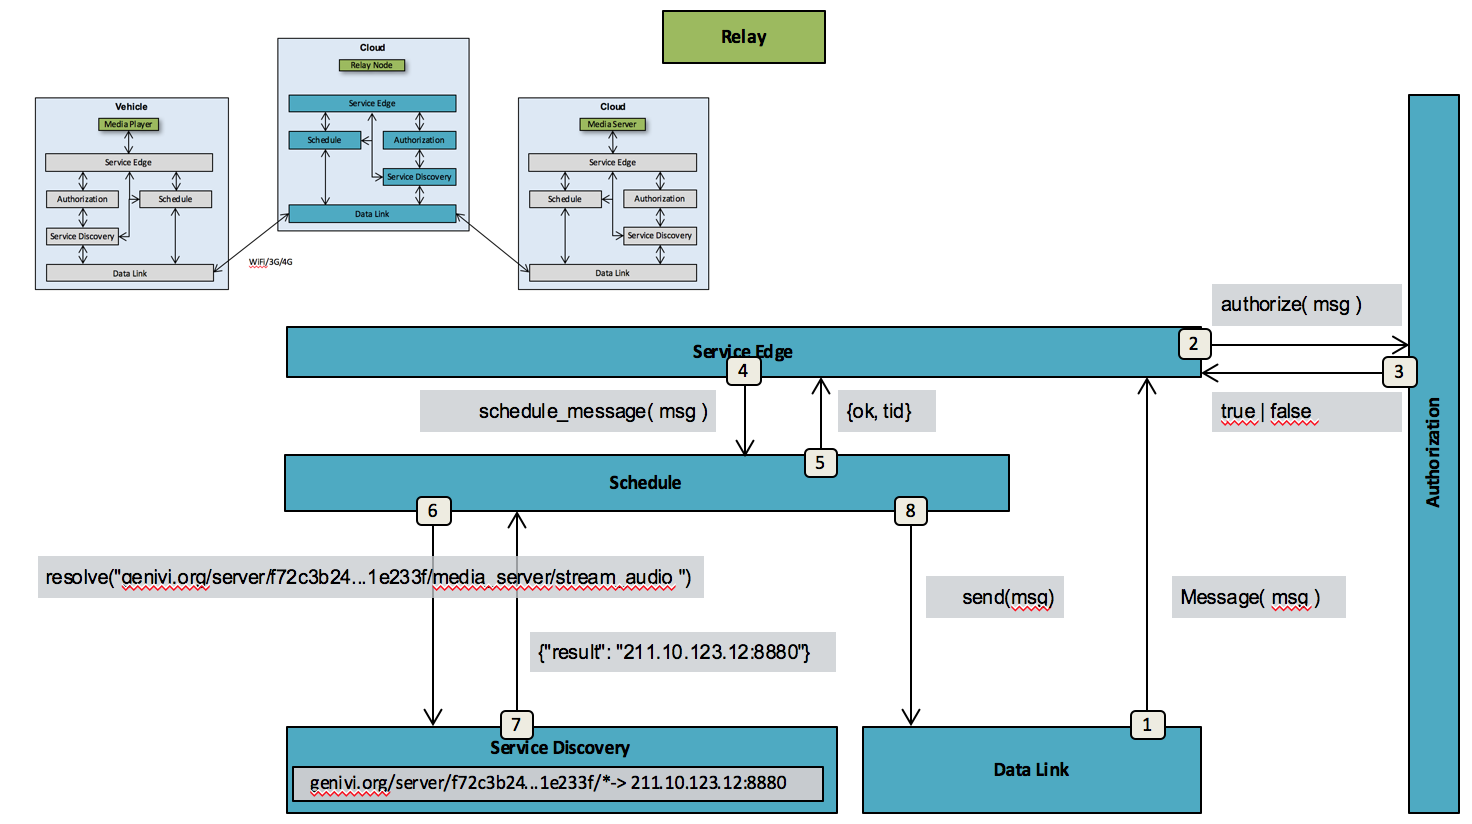 Relay
Cloud
Relay Node
Service Edge
Schedule
Authorization
Service Discovery
Data Link
Vehicle
Media Player
Service Edge
Authorization
Schedule
Service Discovery
Data Link
WiFi/3G/4G
Cloud
Media Server
Service Edge
Schedule
Authorization
Service Discovery
Data Link
authorize( msg )
2
Service Edge
3
4
true | false
schedule_message( msg )
{ok, tid}
Authorization
5
Schedule
6
8
resolve("genivi.org/server/f72c3b24...1e233f/media_server/stream_audio ")
send(msg)
Message( msg )
{"result": "211.10.123.12:8880"}
7
1
Service Discovery
genivi.org/server/f72c3b24...1e233f/*-> 211.10.123.12:8880
Data Link